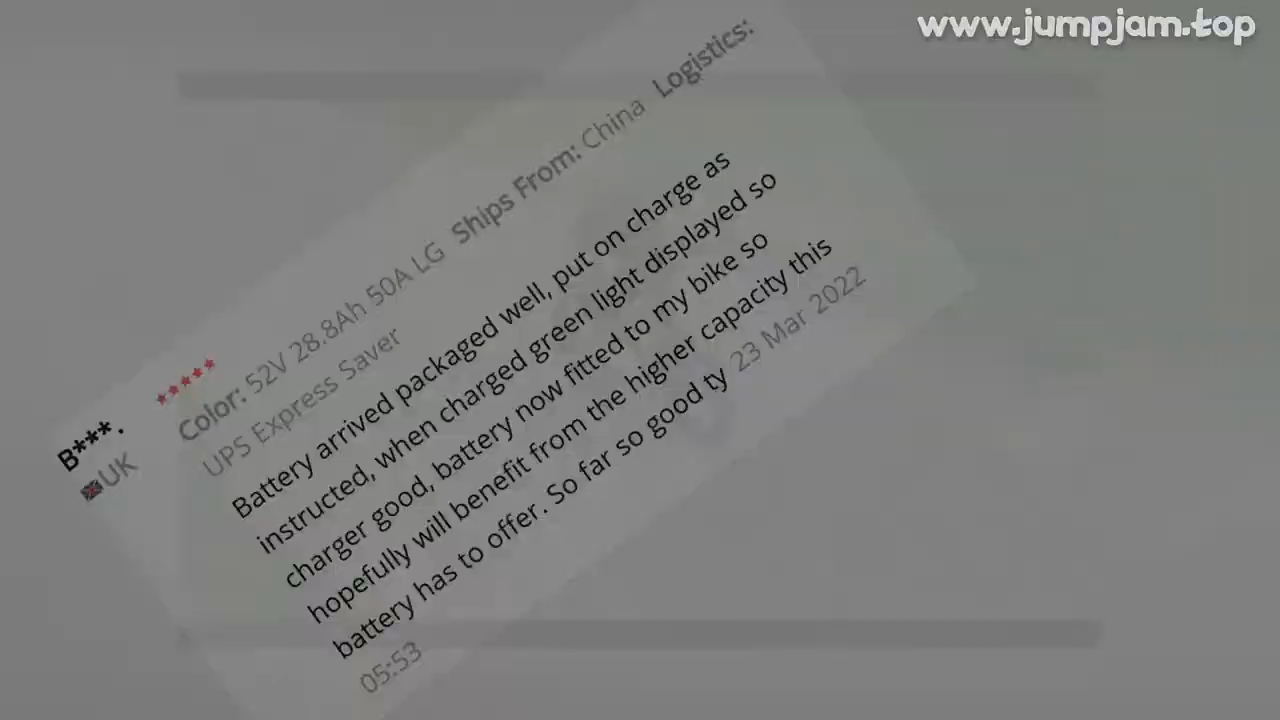 www.jumpjam.top
B***.
UK
Color: 52V 28.8Ah 50A LG Ships From: China Logistics:
UPS Express Saver
Battery arrived packaged well, put on charge as
instructed, when charged green light displayed so
charger good, battery now fitted to my bike so
hopefully will benefit from the higher capacity this
battery has to offer. So far so good ty 23 Mar 2022
05:53